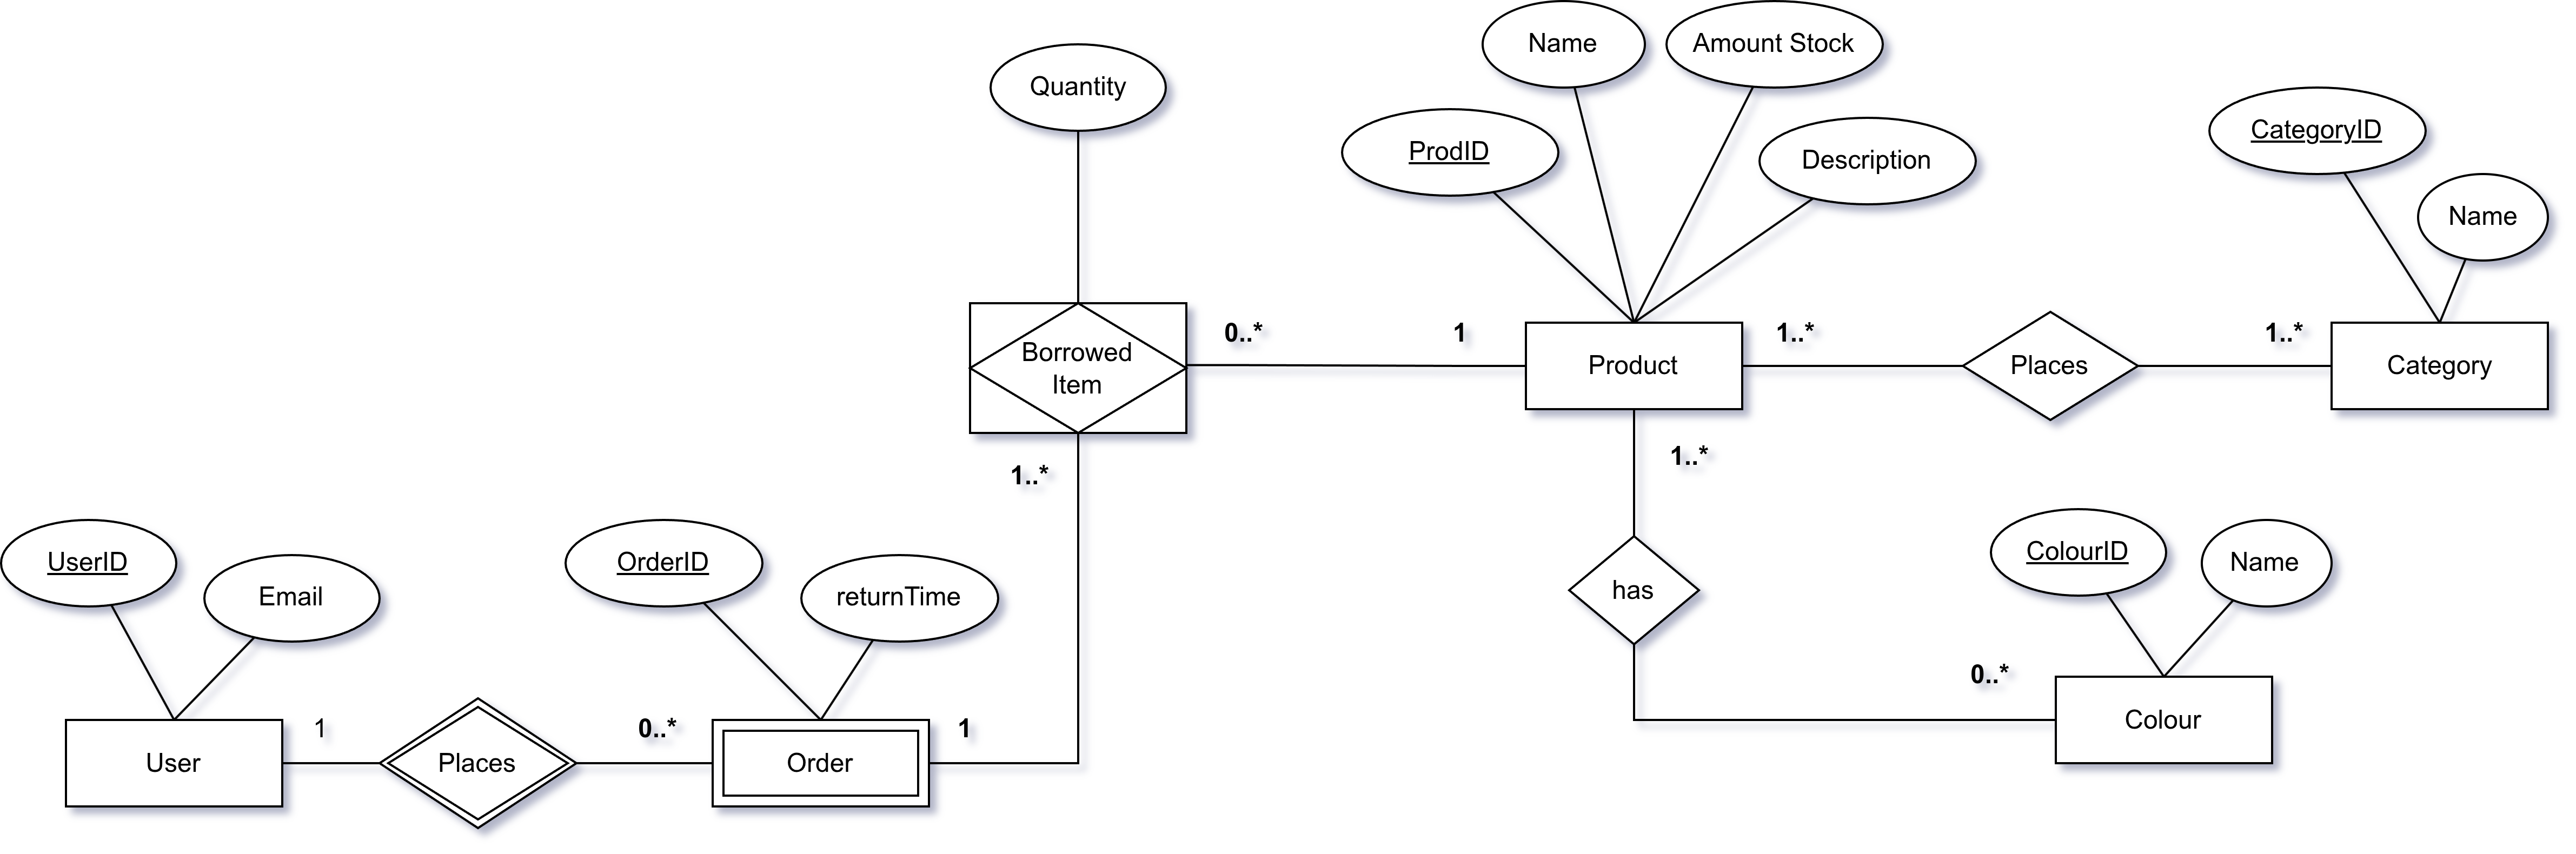 Name
Amount Stock
Quantity
ProdID
Description
CategoryID
Name
Borrowed
Item
0..*
1
Product
1..*
Places
1..*
Category
1..*
1..*
has
UserID
Email
OrderID
returnTime
ColourID
Name
0..*
Colour
User
1
Places
0..*
Order
1